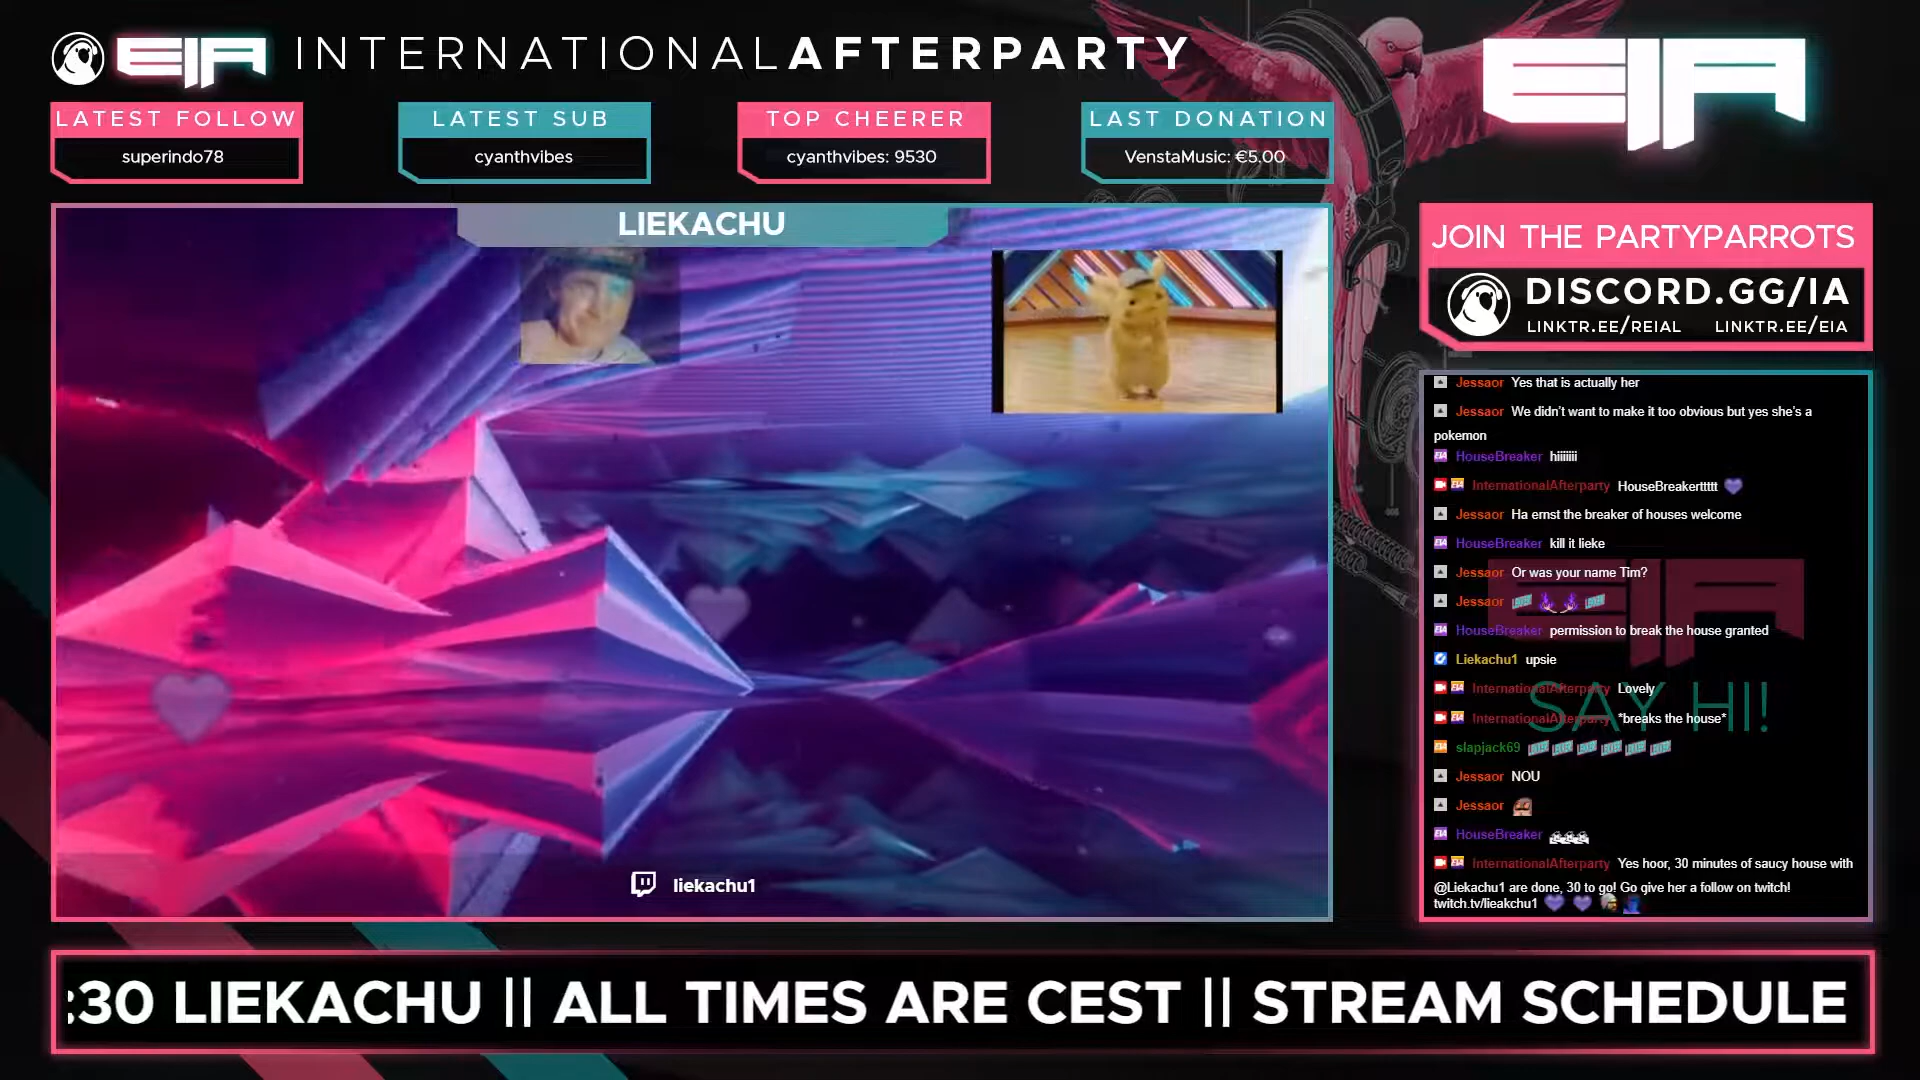 EIA INTERNATIONALAFTERPARTY
EIA
LATEST FOLLOW
superindo78
LATEST SUB
cyanthvibes
TOP CHEERER
cyanthvibes: 9530
LAST DONATION
VenstaMusic: €5.00
LIEKACHU
liekachu1
JOIN THE PARTYPARROTS
DISCORD.GG/IA
LINKTR.EE/REIAL LINKTR.EE/EIA
Jessaor Yes that is actually her
Jessaor We didn't want to make it too obvious but yes she's a
pokemon
HouseBreaker hiiiiiii
InternationalAfterparty HouseBreakerttttt
Jessaor Ha ernst the breaker of houses welcome
HouseBreaker kill it lieke
Jessaor Or was your name Tim?
Jessaor
HouseBreaker permission to break the house granted
Liekachu1 upsie
InternationalAfterparty Lovely
InternationalAfterparty *breaks the house*
slapjack69
Jessaor NOU
Jessaor
HouseBreaker
InternationalAfterparty Yes hoor, 30 minutes of saucy house with
@Liekachu1 are done, 30 to go! Go give her a follow on twitch!
twitch.tv/lieakchu1
EIA
SAY HI!
:30 LIEKACHU || ALL TIMES ARE CEST || STREAM SCHEDULE